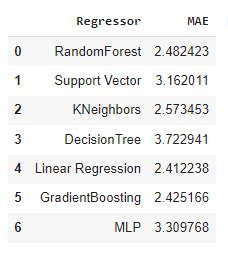 Regressor MAE
0 RandomForest 2.482423
1 Support Vector 3.162011
2 KNeighbors 2.573453
3 DecisionTree 3.722941
4 Linear Regression 2.412238
5 GradientBoosting 2.425166
6 MLP 3.309768